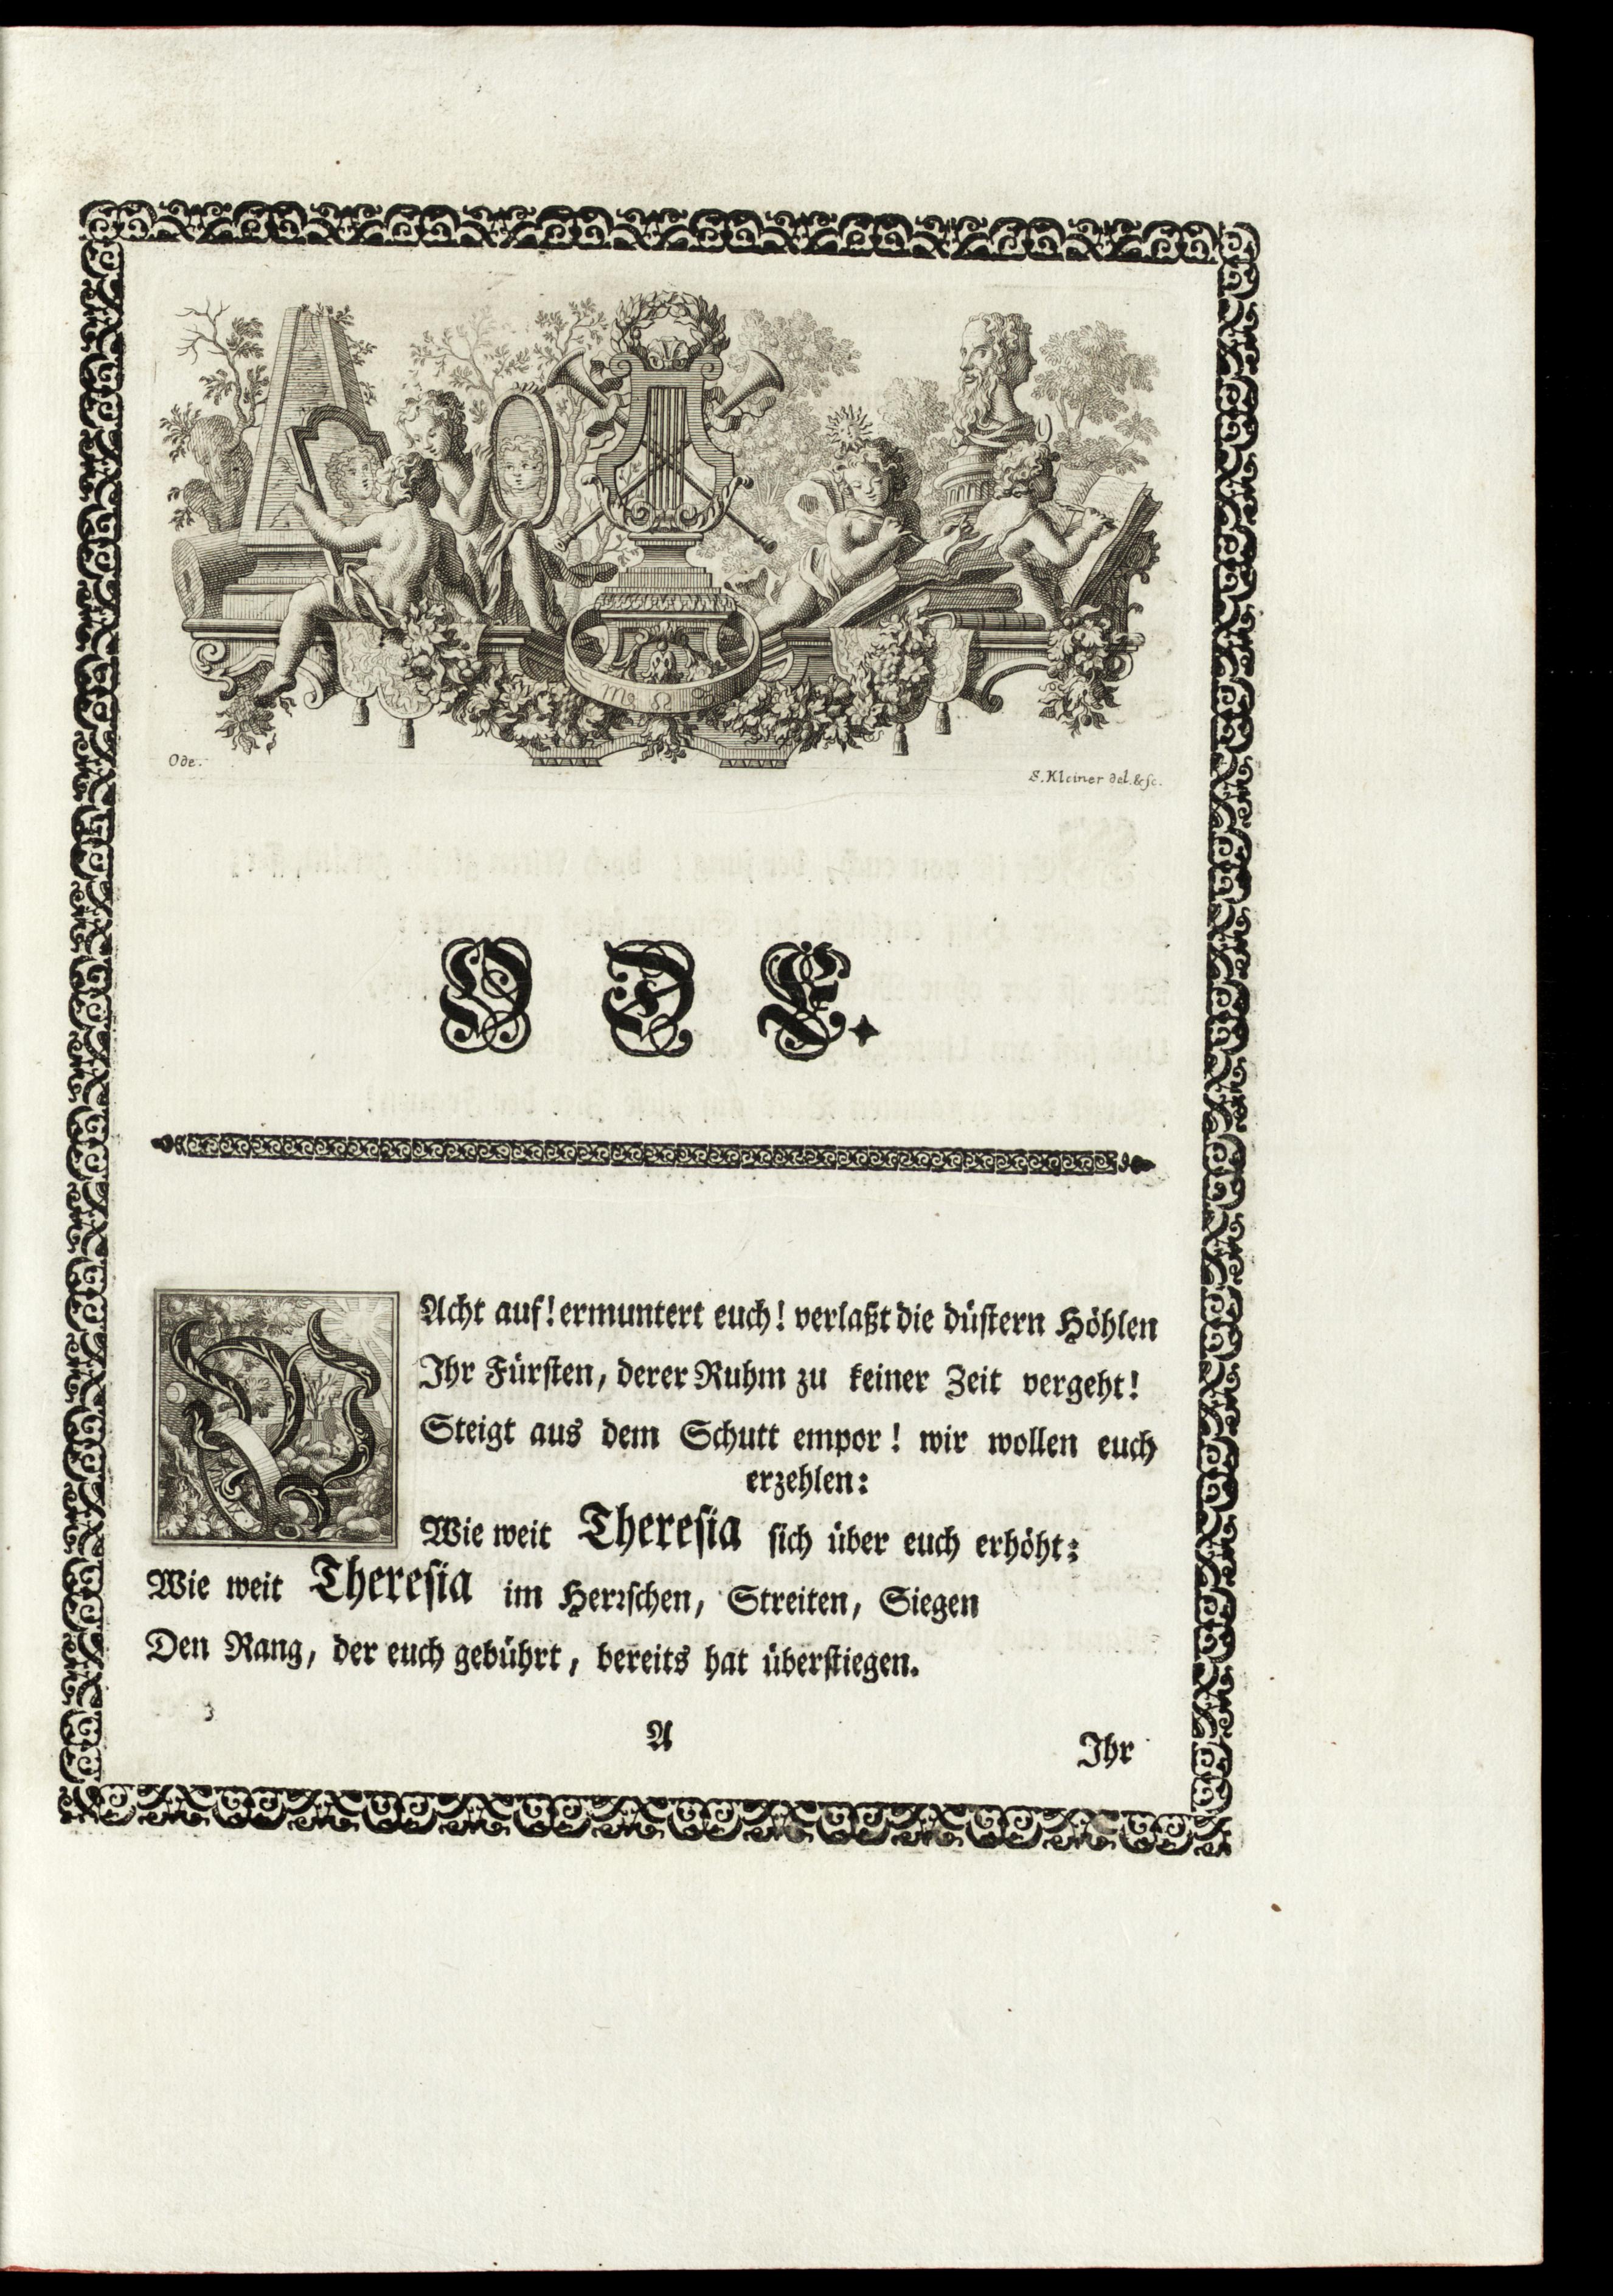 Ode.
S. Kleiner del. & sc.
ODE.
WAcht auf! ermuntert euch! verlaßt die düstern Höhlen
Ihr Fürsten, derer Ruhm zu keiner Zeit vergeht!
Steigt aus dem Schutt empor! wir wollen euch
erzehlen:
Wie weit Theresia sich über euch erhöht:
Wie weit Theresia im Herrschen, Streiten, Siegen
Den Rang, der euch gebührt, bereits hat überstiegen.
A
Ihr